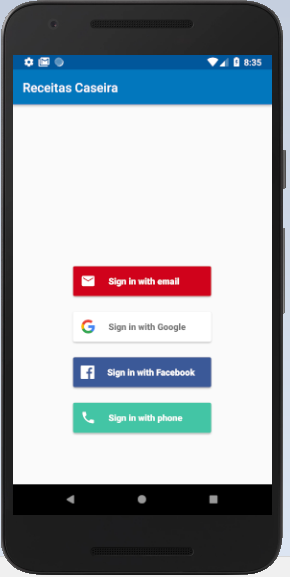 8:35
Receitas Caseira
Sign in with email
Sign in with Google
Sign in with Facebook
Sign in with phone